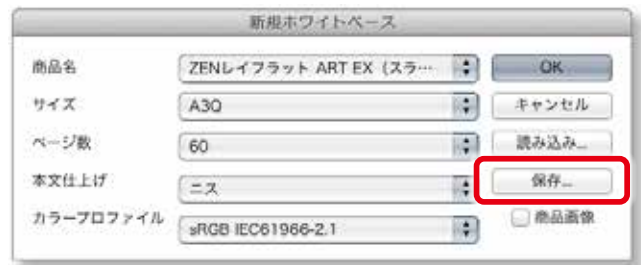 新規ホワイトベース
商品名
ZENレイフラット ART EX（スラ…
OK
サイズ
A3Q
キャンセル
ページ数
60
読み込み...
本文仕上げ
ニス
保存...
カラープロファイル
sRGB IEC61966-2.1
商品画像